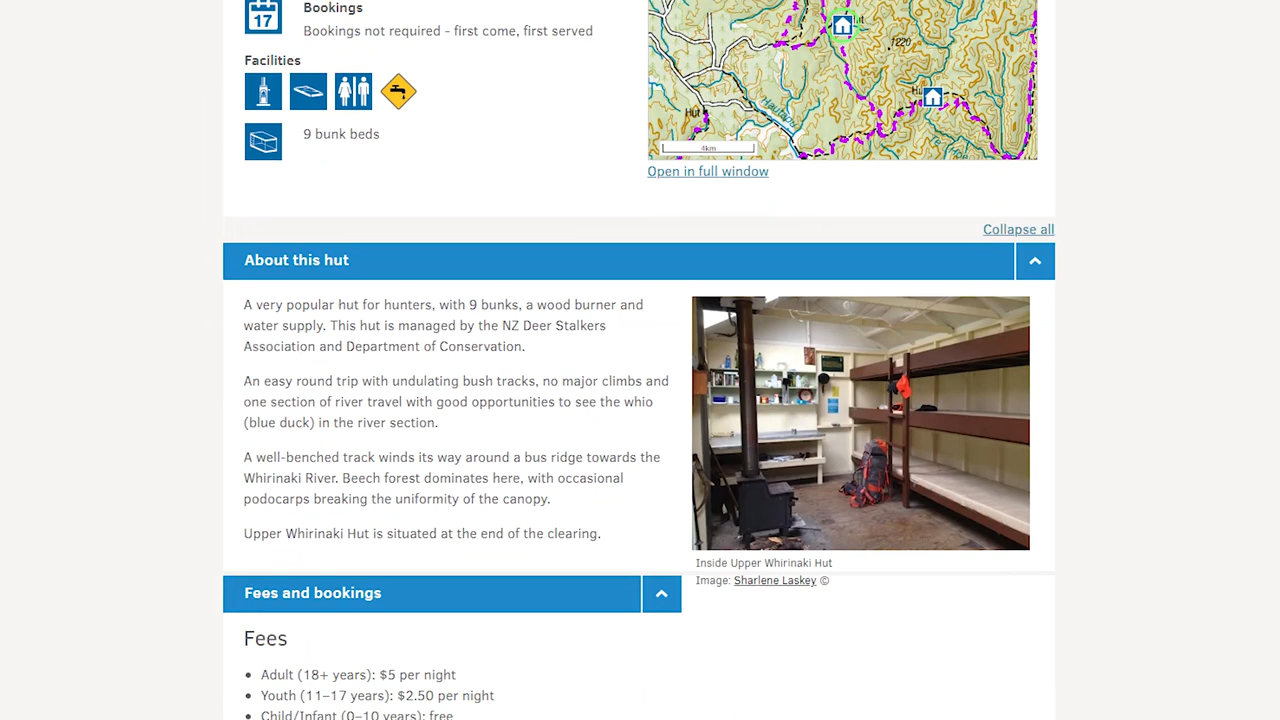 Bookings
17
Bookings not required - first come, first served
Facilities
9 bunk beds
1220
Hut
4km
Open in full window
Collapse all
About this hut
A very popular hut for hunters, with 9 bunks, a wood burner and
water supply. This hut is managed by the NZ Deer Stalkers
Association and Department of Conservation.
An easy round trip with undulating bush tracks, no major climbs and
one section of river travel with good opportunities to see the whio
(blue duck) in the river section.
A well-benched track winds its way around a bus ridge towards the
Whirinaki River. Beech forest dominates here, with occasional
podocarps breaking the uniformity of the canopy.
Upper Whirinaki Hut is situated at the end of the clearing.
Inside Upper Whirinaki Hut
Image: Sharlene Laskey ©
Fees and bookings
Fees
• Adult (18+ years): $5 per night
• Youth (11–17 years): $2.50 per night
• Child/Infant (0–10 years): free